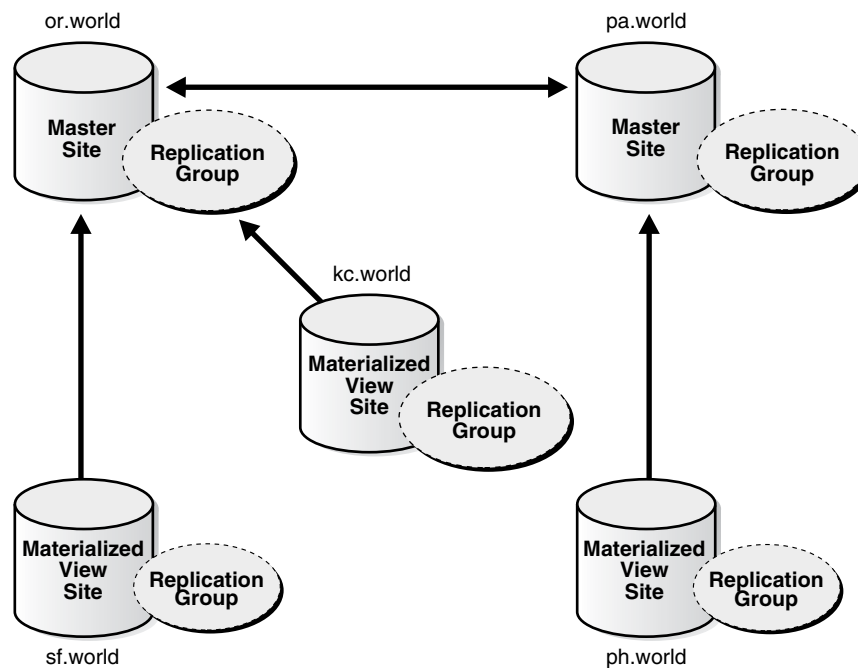 or.world
pa.world
Master
Site
Replication
Group
Master
Site
Replication
Group
kc.world
Materialized
View
Site
Replication
Group
Materialized
View
Site
Replication
Group
sf.world
Materialized
View
Site
Replication
Group
ph.world